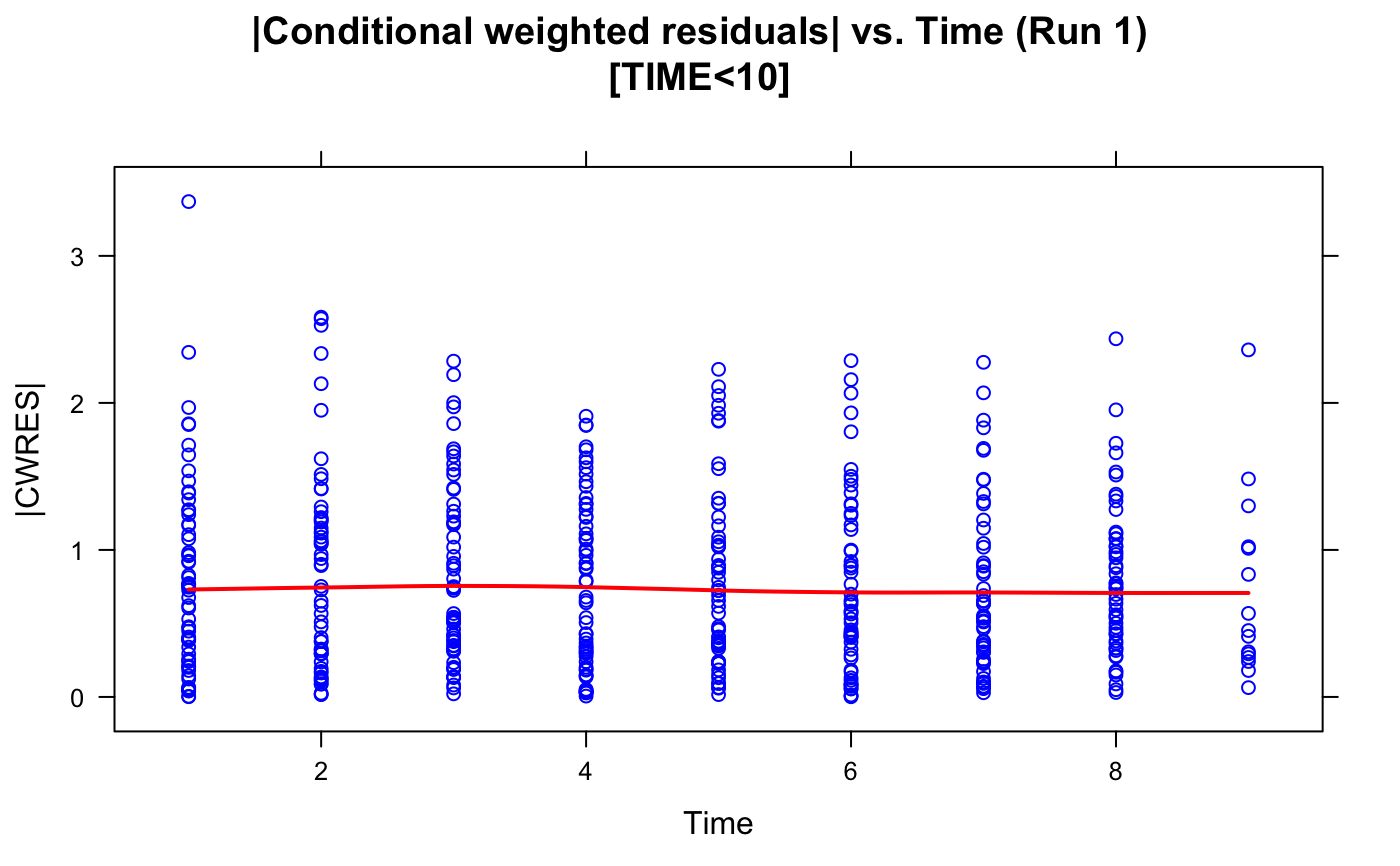 |Conditional weighted residuals| vs. Time (Run 1)
[TIME<10]
|CWRES|
3
2
1
0
2 4 6 8
Time